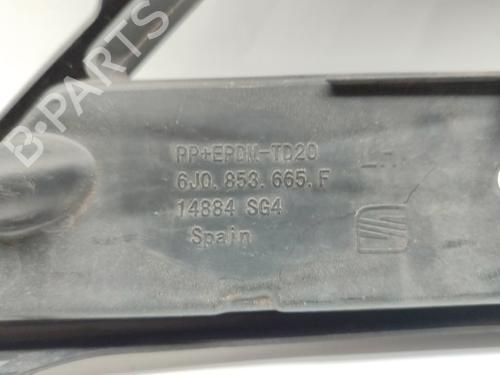 B-PARTS
PP+EPDM-TD20
6J0.853.665.F
14884 SG4
Spain